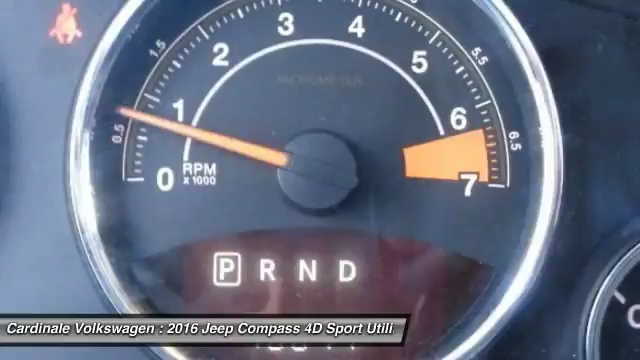 3 4
2 5
1.5 5.5
1 6
0.5 6.5
0 7
RPM
x 1000
P R N D
Cardinale Volkswagen : 2016 Jeep Compass 4D Sport Utili